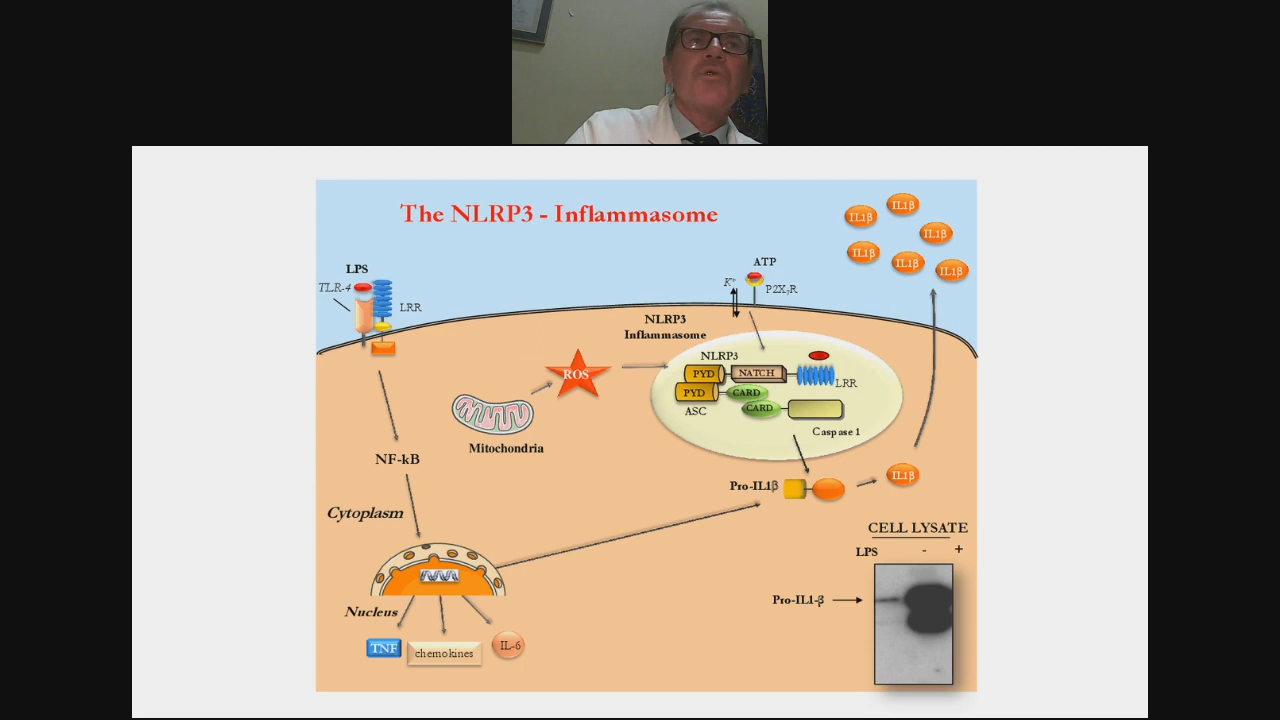 The NLRP3 - Inflammasome
IL1β
IL1β
IL1β
IL1β
IL1β
IL1β
LPS
TLR-4
LRR
ATP
K⁺
P2X₇R
NLRP3
Inflammasome
ROS
Mitochondria
NLRP3
PYD
NATCH
LRR
PYD
CARD
ASC
CARD
Caspase 1
NF-kB
Pro-IL1β
IL1β
Cytoplasm
CELL LYSATE
LPS - +
Pro-IL1-β
Nucleus
TNF
chemokines
IL-6